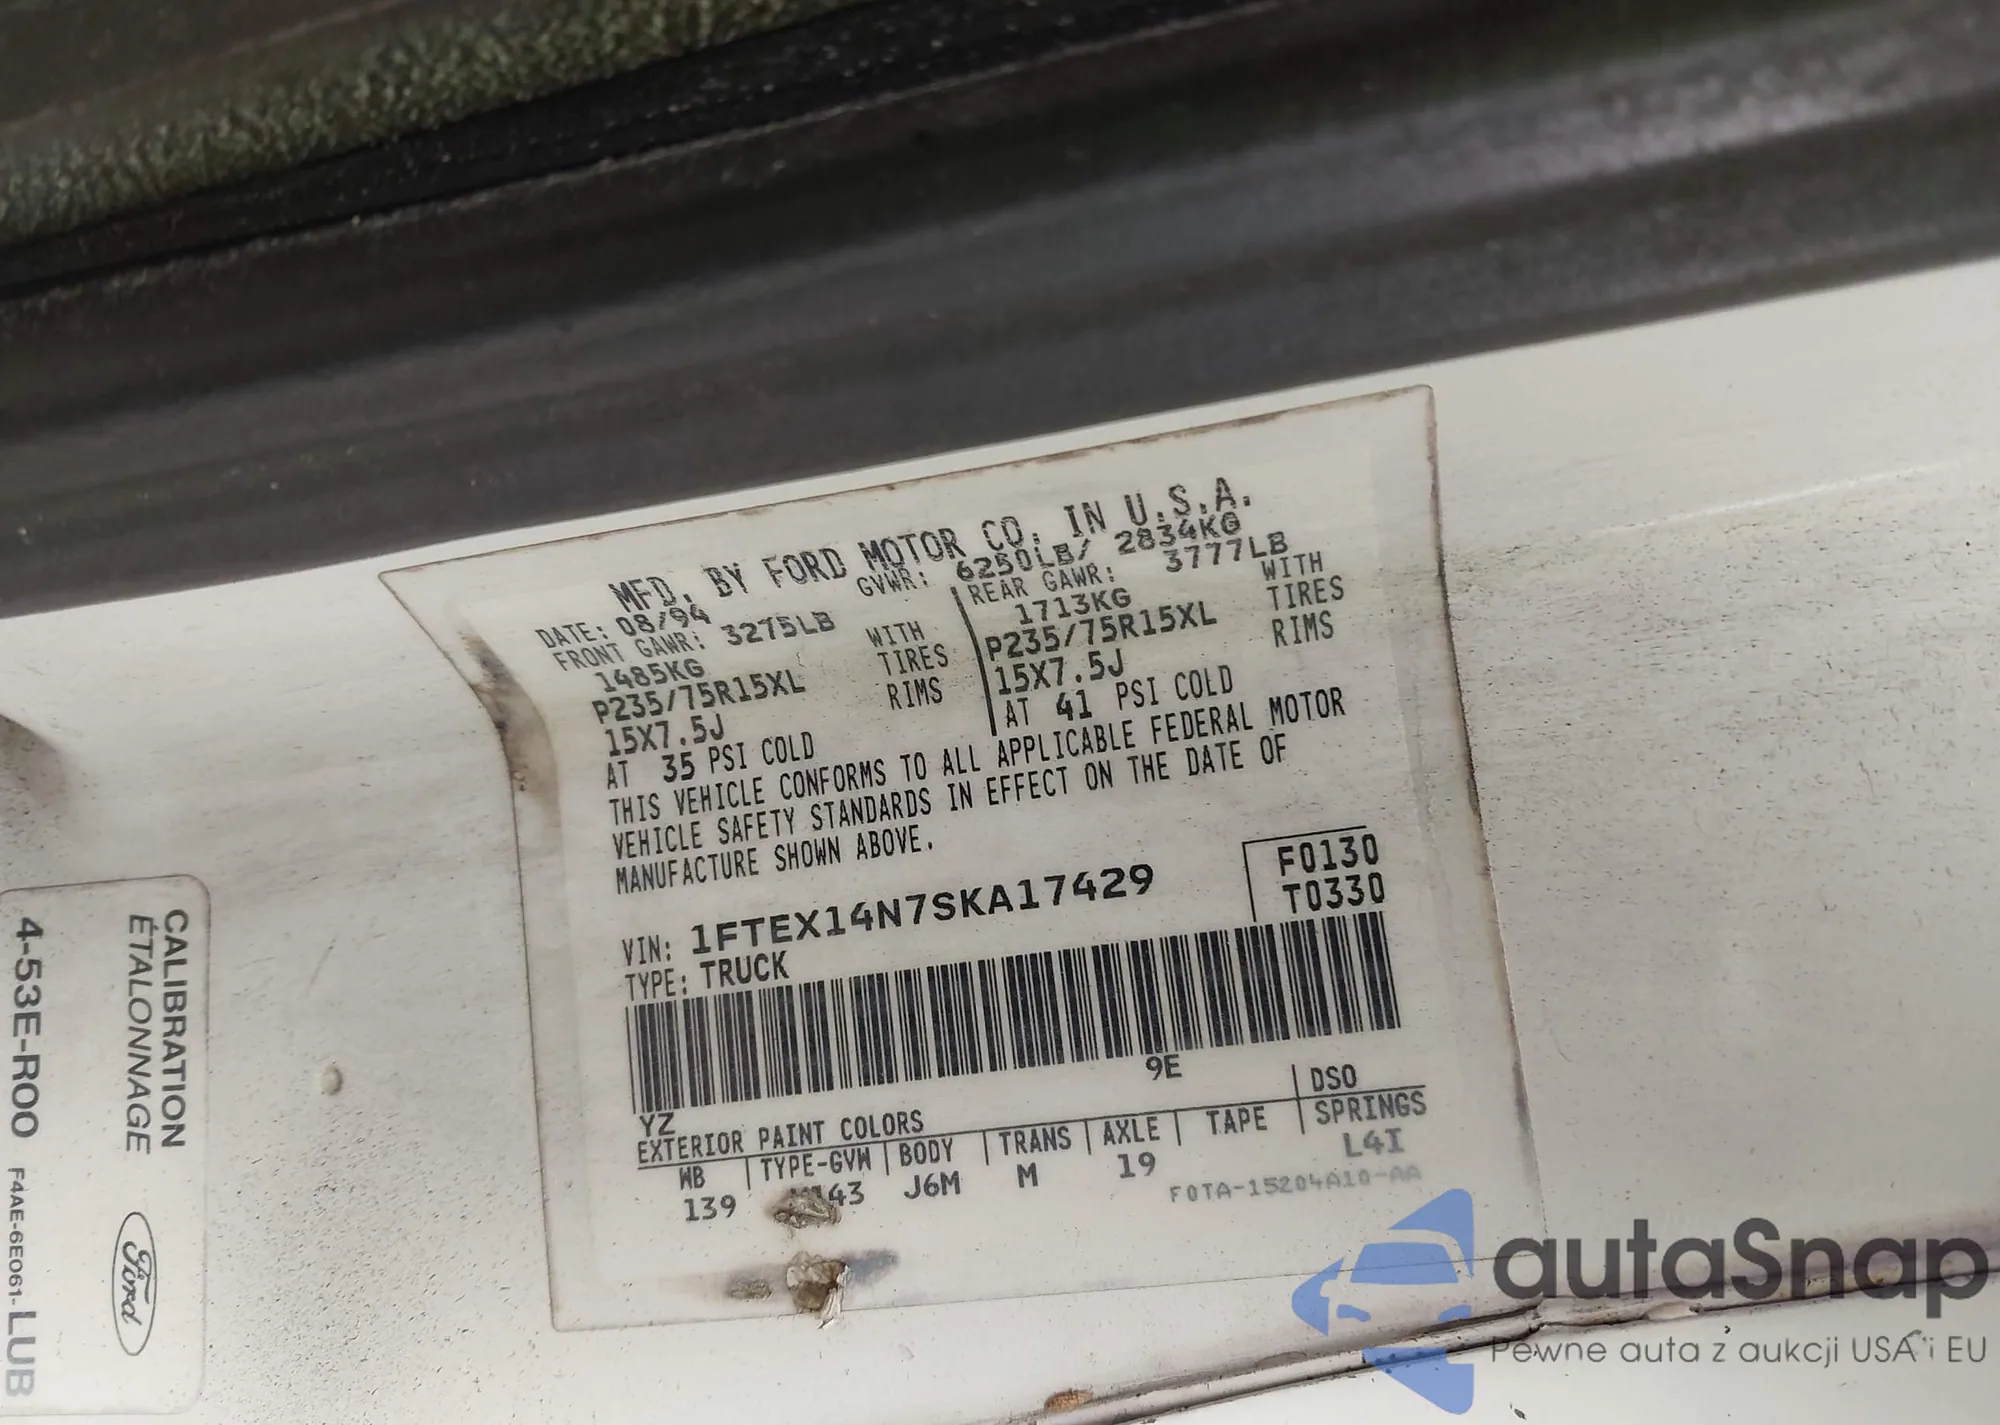 MFD. BY FORD MOTOR CO. IN U.S.A.
DATE: 08/94 GVWR: 6250LB/ 2834KG
FRONT GAWR: 3275LB REAR GAWR: 3777LB
1485KG WITH 1713KG WITH
P235/75R15XL TIRES P235/75R15XL TIRES
15X7.5J RIMS 15X7.5J RIMS
AT 35 PSI COLD AT 41 PSI COLD
THIS VEHICLE CONFORMS TO ALL APPLICABLE FEDERAL MOTOR
VEHICLE SAFETY STANDARDS IN EFFECT ON THE DATE OF
MANUFACTURE SHOWN ABOVE.
F0130
VIN: 1FTEX14N7SKA17429 T0330
TYPE: TRUCK
9E
YZ DSO
EXTERIOR PAINT COLORS
WB TYPE-GVW BODY TRANS AXLE TAPE SPRINGS
139 43 J6M M 19 L4I
F0TA-15204A10-AA
CALIBRATION
ÉTALONNAGE
Ford
4-53E-R00 F4AE-6E061-LUB
autaSnap
Pewne auta z aukcji USA i EU